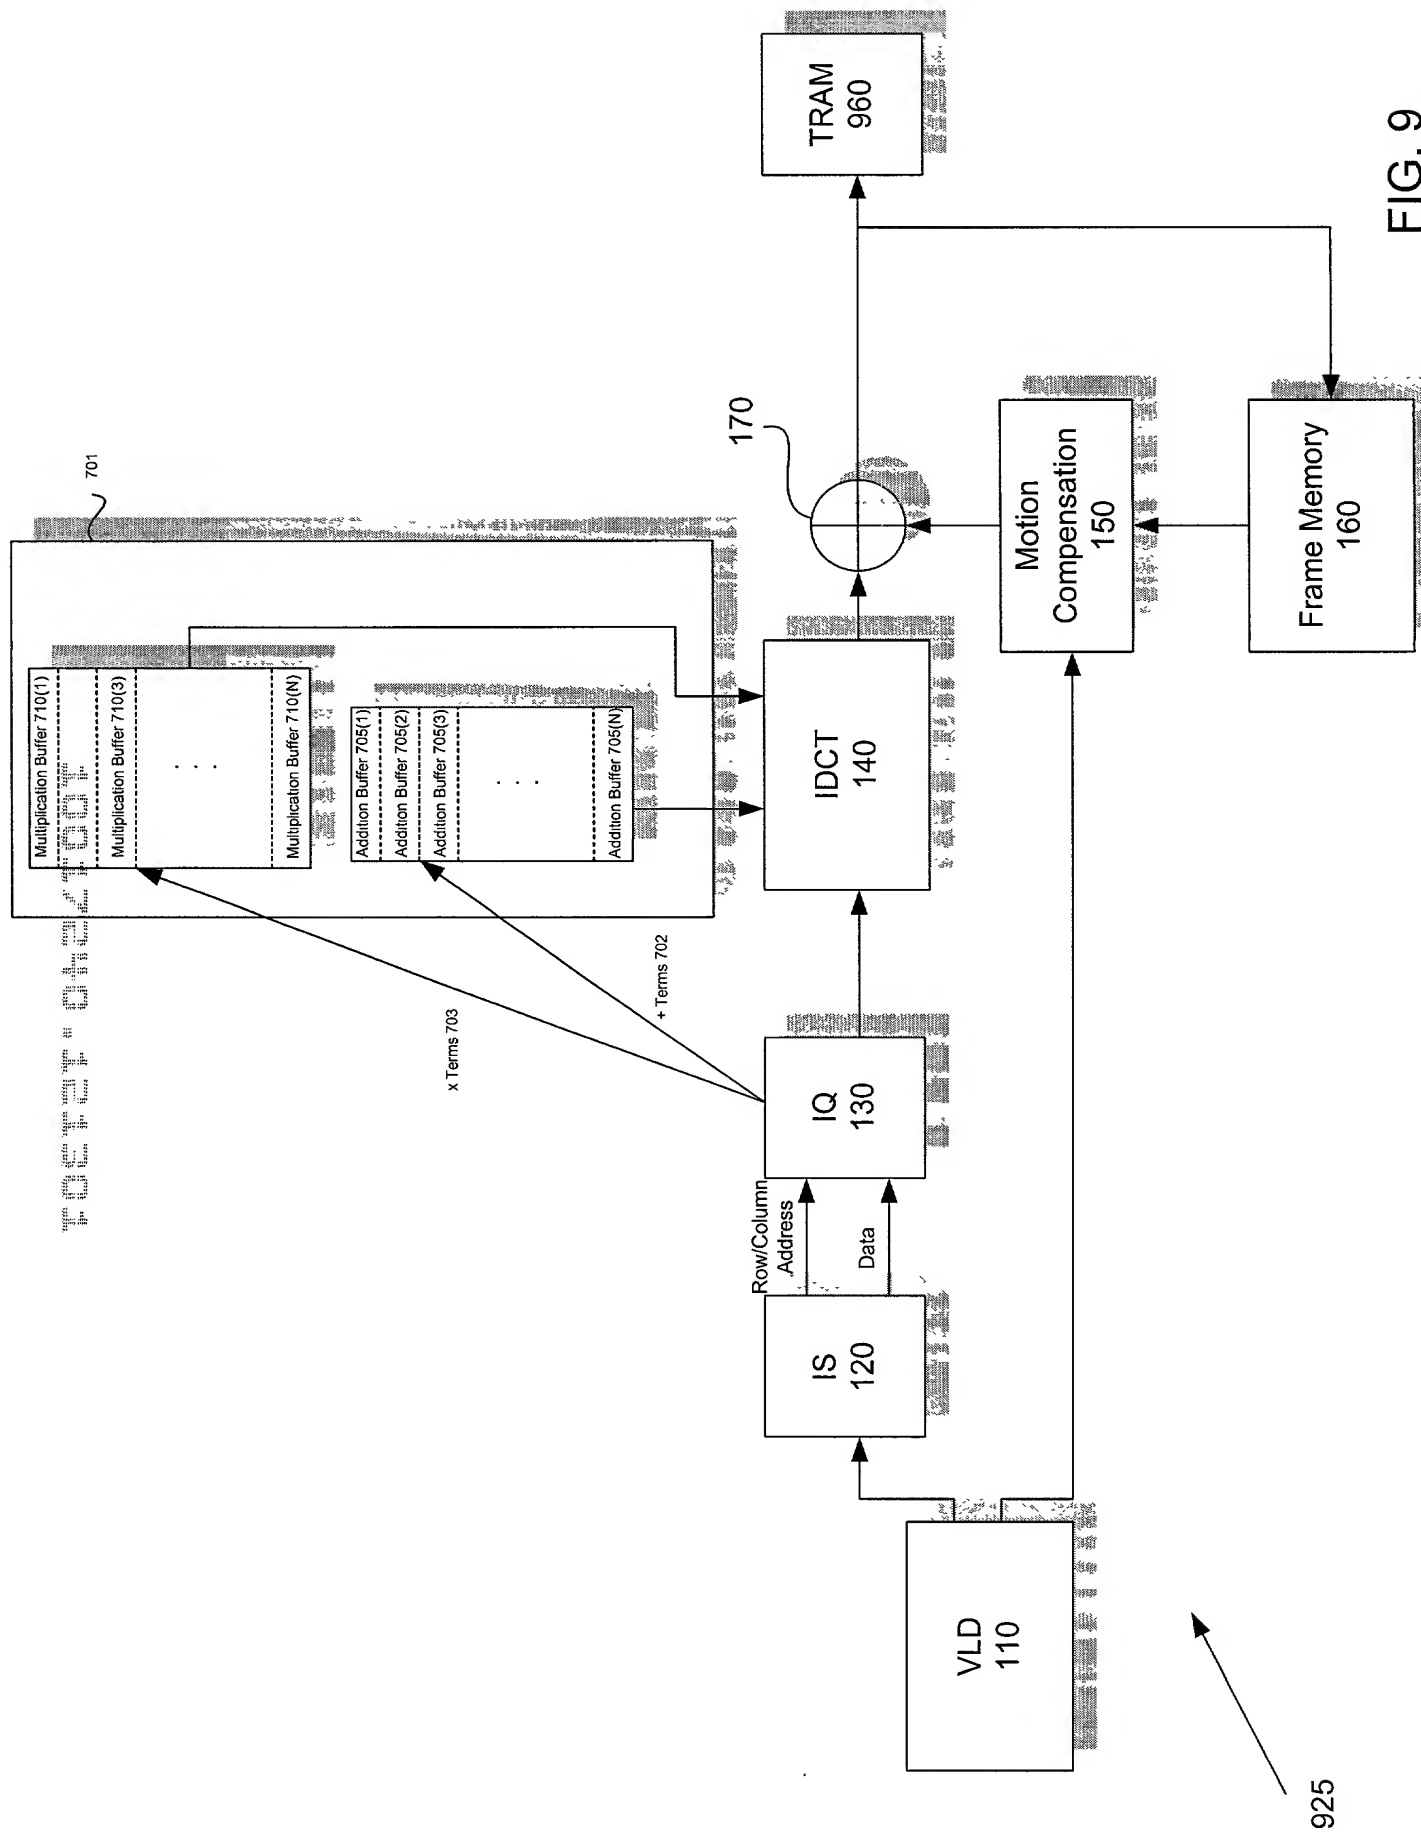 701
Multiplication Buffer 710(1)
Multiplication Buffer 710(3)
. . .
Multiplication Buffer 710(N)
Addition Buffer 705(1)
Addition Buffer 705(2)
Addition Buffer 705(3)
. . .
Addition Buffer 705(N)
x Terms 703
+ Terms 702
VLD
110
IS
120
Row/Column
Address
Data
IQ
130
IDCT
140
170
TRAM
960
Motion
Compensation
150
Frame Memory
160
925
FIG. 9